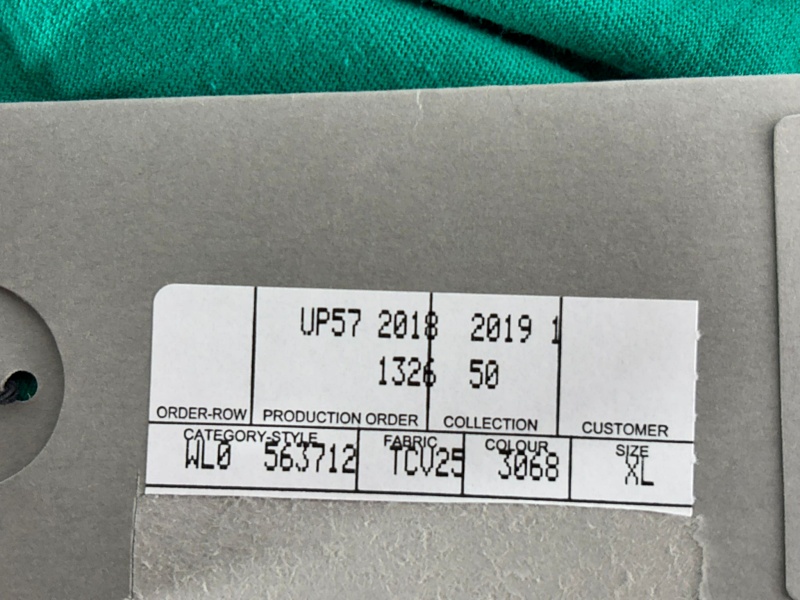 UP57 2018 2019 1
1326 50
ORDER-ROW PRODUCTION ORDER COLLECTION CUSTOMER
CATEGORY-STYLE FABRIC COLOUR SIZE
WL0 563712 TCV25 3068 XL